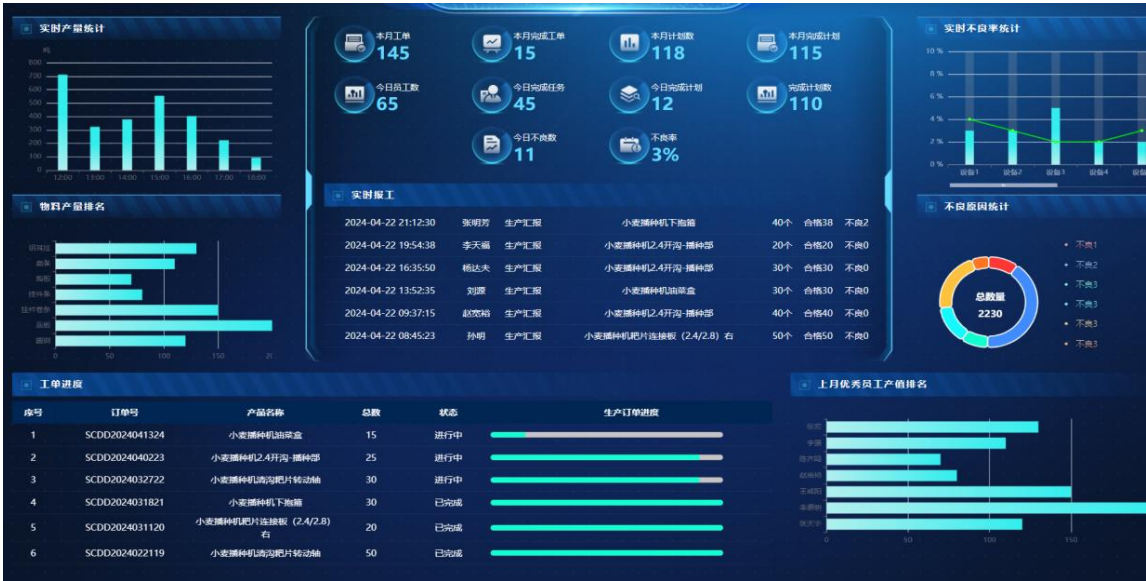 实时产量统计
吨
800
700
600
500
400
300
200
100
0
12:00 13:00 14:00 15:00 16:00 17:00 18:00
物料产量排名
圆钢
0 50 100 150
本月工单
145
本月完成工单
15
本月计划数
118
本月完成计划
115
今日员工数
65
今日完成任务
45
今日完成计划
12
完成计划数
110
今日不良数
11
不良率
3%
实时报工
2024-04-22 21:12:30 张明芳 生产汇报 小麦播种机下抱箍 40个 合格38 不良2
2024-04-22 19:54:38 李天福 生产汇报 小麦播种机2.4开沟-播种部 20个 合格20 不良0
2024-04-22 16:35:50 杨达夫 生产汇报 小麦播种机2.4开沟-播种部 30个 合格30 不良0
2024-04-22 13:52:35 刘源 生产汇报 小麦播种机油菜盒 30个 合格30 不良0
2024-04-22 09:37:15 赵宽裕 生产汇报 小麦播种机2.4开沟-播种部 40个 合格40 不良0
2024-04-22 08:45:23 孙明 生产汇报 小麦播种机耙片连接板（2.4/2.8）右 50个 合格50 不良0
实时不良率统计
10 %
8 %
6 %
4 %
2 %
0 %
设备1 设备2 设备3 设备4
不良原因统计
总数量
2230
不良1
不良2
不良3
不良3
不良3
不良3
工单进度
序号 订单号 产品名称 总数 状态 生产订单进度
1 SCDD2024041324 小麦播种机油菜盒 15 进行中
2 SCDD2024040223 小麦播种机2.4开沟-播种部 25 进行中
3 SCDD2024032722 小麦播种机清沟耙片转动轴 30 进行中
4 SCDD2024031821 小麦播种机下抱箍 30 已完成
5 SCDD2024031120 小麦播种机耙片连接板（2.4/2.8）
右 20 已完成
6 SCDD2024022119 小麦播种机清沟耙片转动轴 50 已完成
上月优秀员工产值排名
0 50 100 150